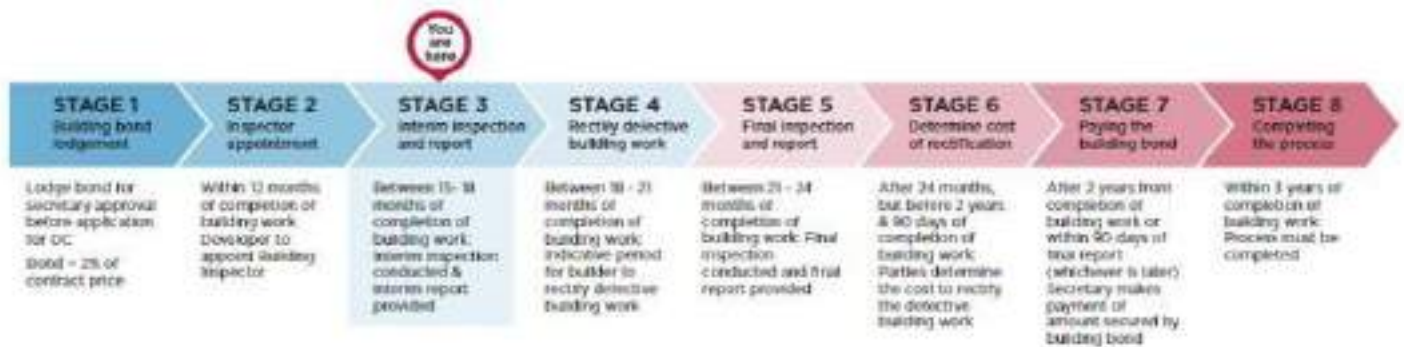 You
are
here
STAGE 1
Building bond
lodgement
Lodge bond for
secretary approval
before application
for OC
Bond = 2% of
contract price
STAGE 2
Inspector
appointment
Within 12 months
of completion of
building work
Developer to
appoint Building
Inspector
STAGE 3
Interim inspection
and report
Between 15- 18
months of
completion of
building work:
Interim inspection
conducted &
interim report
provided
STAGE 4
Rectify defective
building work
Between 18 - 21
months of
completion of
building work:
Indicative period
for builder to
rectify defective
building work
STAGE 5
Final inspection
and report
Between 21 - 24
months of
completion of
building work: Final
inspection
conducted and final
report provided
STAGE 6
Determine cost
of rectification
After 24 months,
but before 2 years
& 90 days of
completion of
building work:
Parties determine
the cost to rectify
the defective
building work
STAGE 7
Paying the
building bond
After 2 years from
completion of
building work or
within 90 days of
final report
(whichever is later)
Secretary makes
payment of
amount secured by
building bond
STAGE 8
Completing
the process
Within 3 years of
completion of
building work:
Process must be
completed